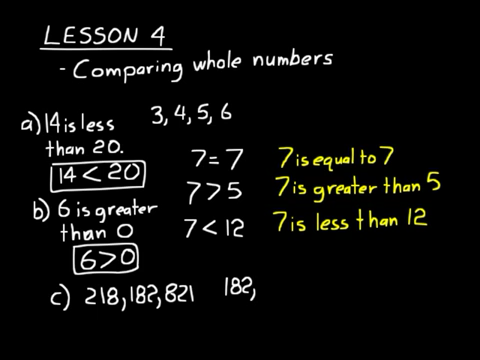 LESSON 4
- Comparing whole numbers
a) 14 is less than 20.
14 < 20
b) 6 is greater than 0
6 > 0
c) 218, 182, 821 182,
3, 4, 5, 6
7 = 7 7 is equal to 7
7 > 5 7 is greater than 5
7 < 12 7 is less than 12